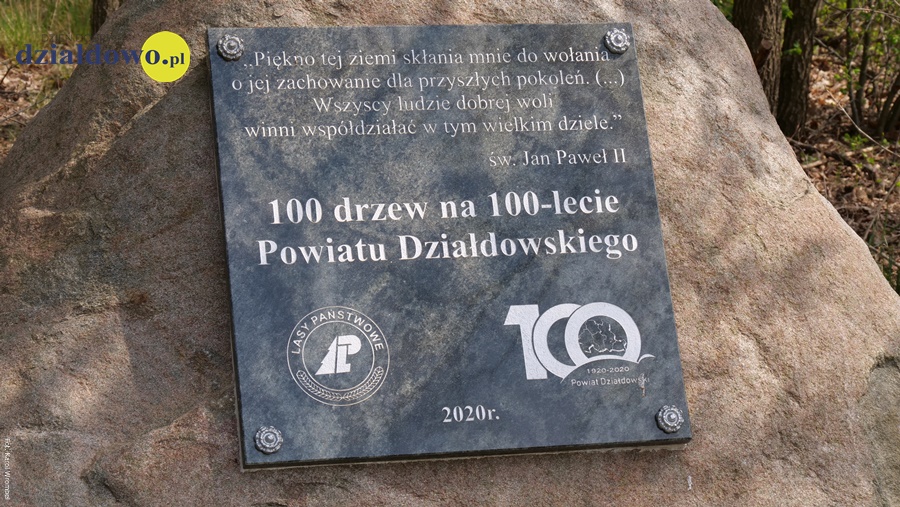 działdowo.pl
„Piękno tej ziemi skłania mnie do wołania
o jej zachowanie dla przyszłych pokoleń. (...)
Wszyscy ludzie dobrej woli
winni współdziałać w tym wielkim dziele.”
św. Jan Paweł II
100 drzew na 100-lecie
Powiatu Działdowskiego
LASY PAŃSTWOWE
LP
100
1920-2020
Powiat Działdowski
2020r.